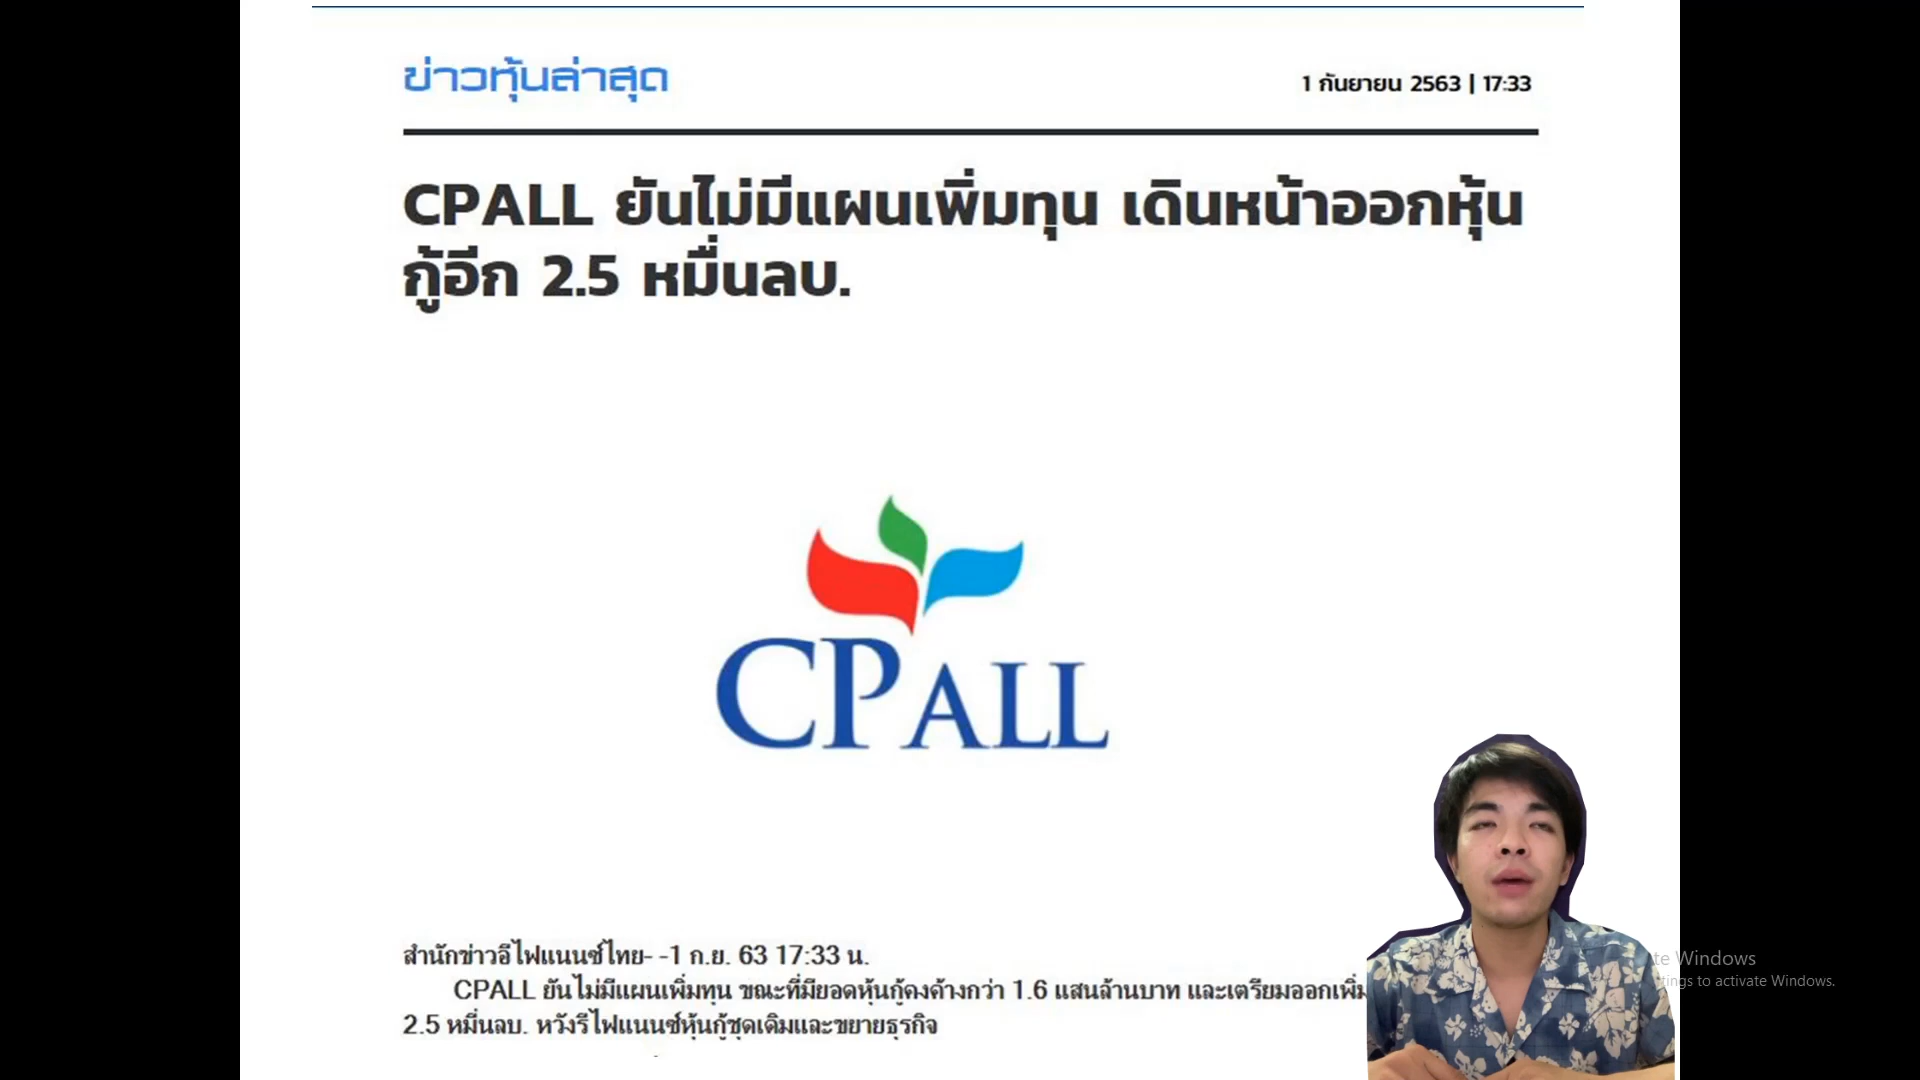 ข่าวหุ้นล่าสุด
1 กันยายน 2563 | 17:33
CPALL ยันไม่มีแผนเพิ่มทุน เดินหน้าออกหุ้น
กู้อีก 2.5 หมื่นลบ.
CPALL
สำนักข่าวอีไฟแนนซ์ไทย- -1 ก.ย. 63 17:33 น.
CPALL ยันไม่มีแผนเพิ่มทุน ขณะที่มียอดหุ้นกู้คงค้างกว่า 1.6 แสนล้านบาท และเตรียมออกเพิ่ม
2.5 หมื่นลบ. หวังรีไฟแนนซ์หุ้นกู้ชุดเดิมและขยายธุรกิจ
Windows
to activate Windows.